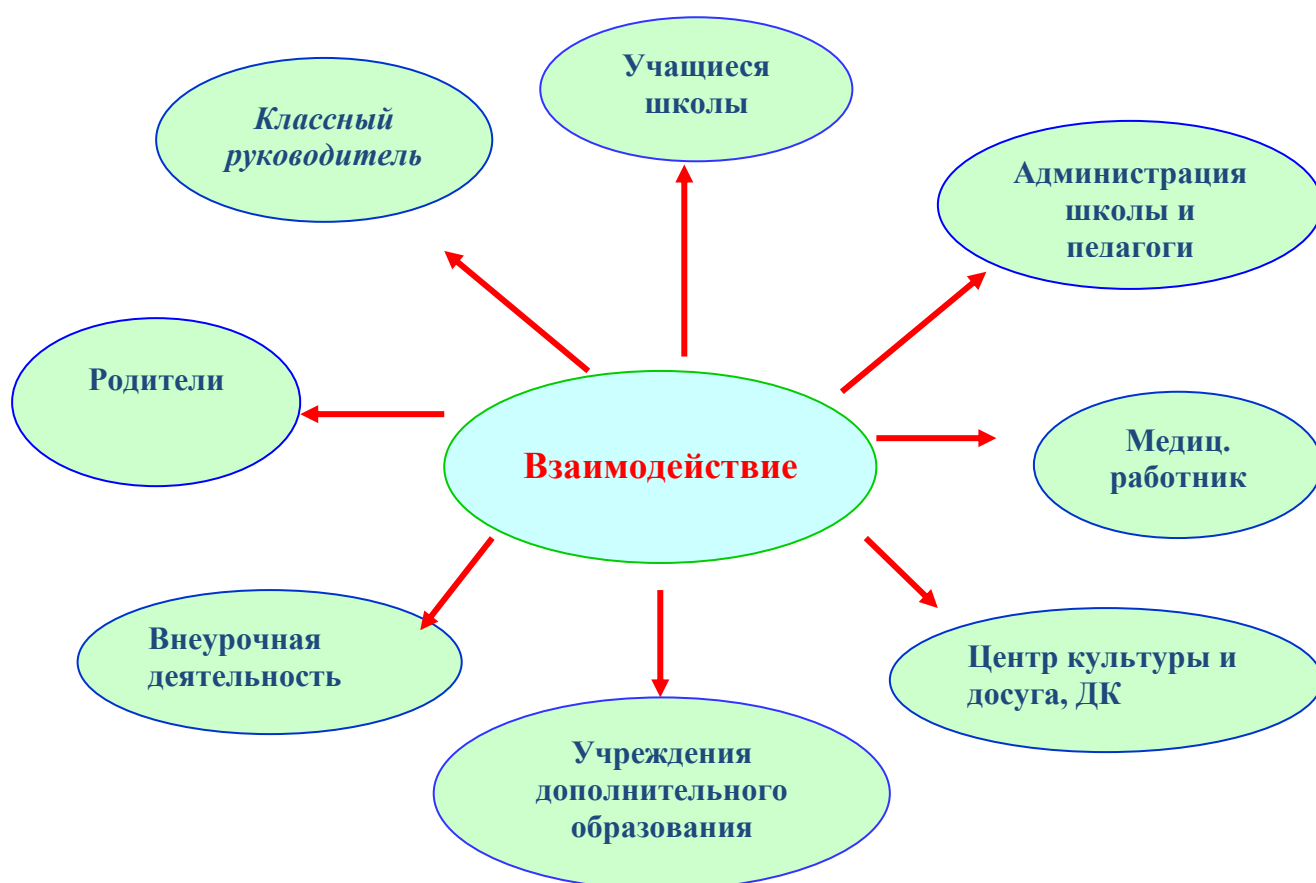 Учащиеся
школы
Классный
руководитель
Администрация
школы и
педагоги
Родители
Взаимодействие
Медиц.
работник
Внеурочная
деятельность
Центр культуры и
досуга, ДК
Учреждения
дополнительного
образования